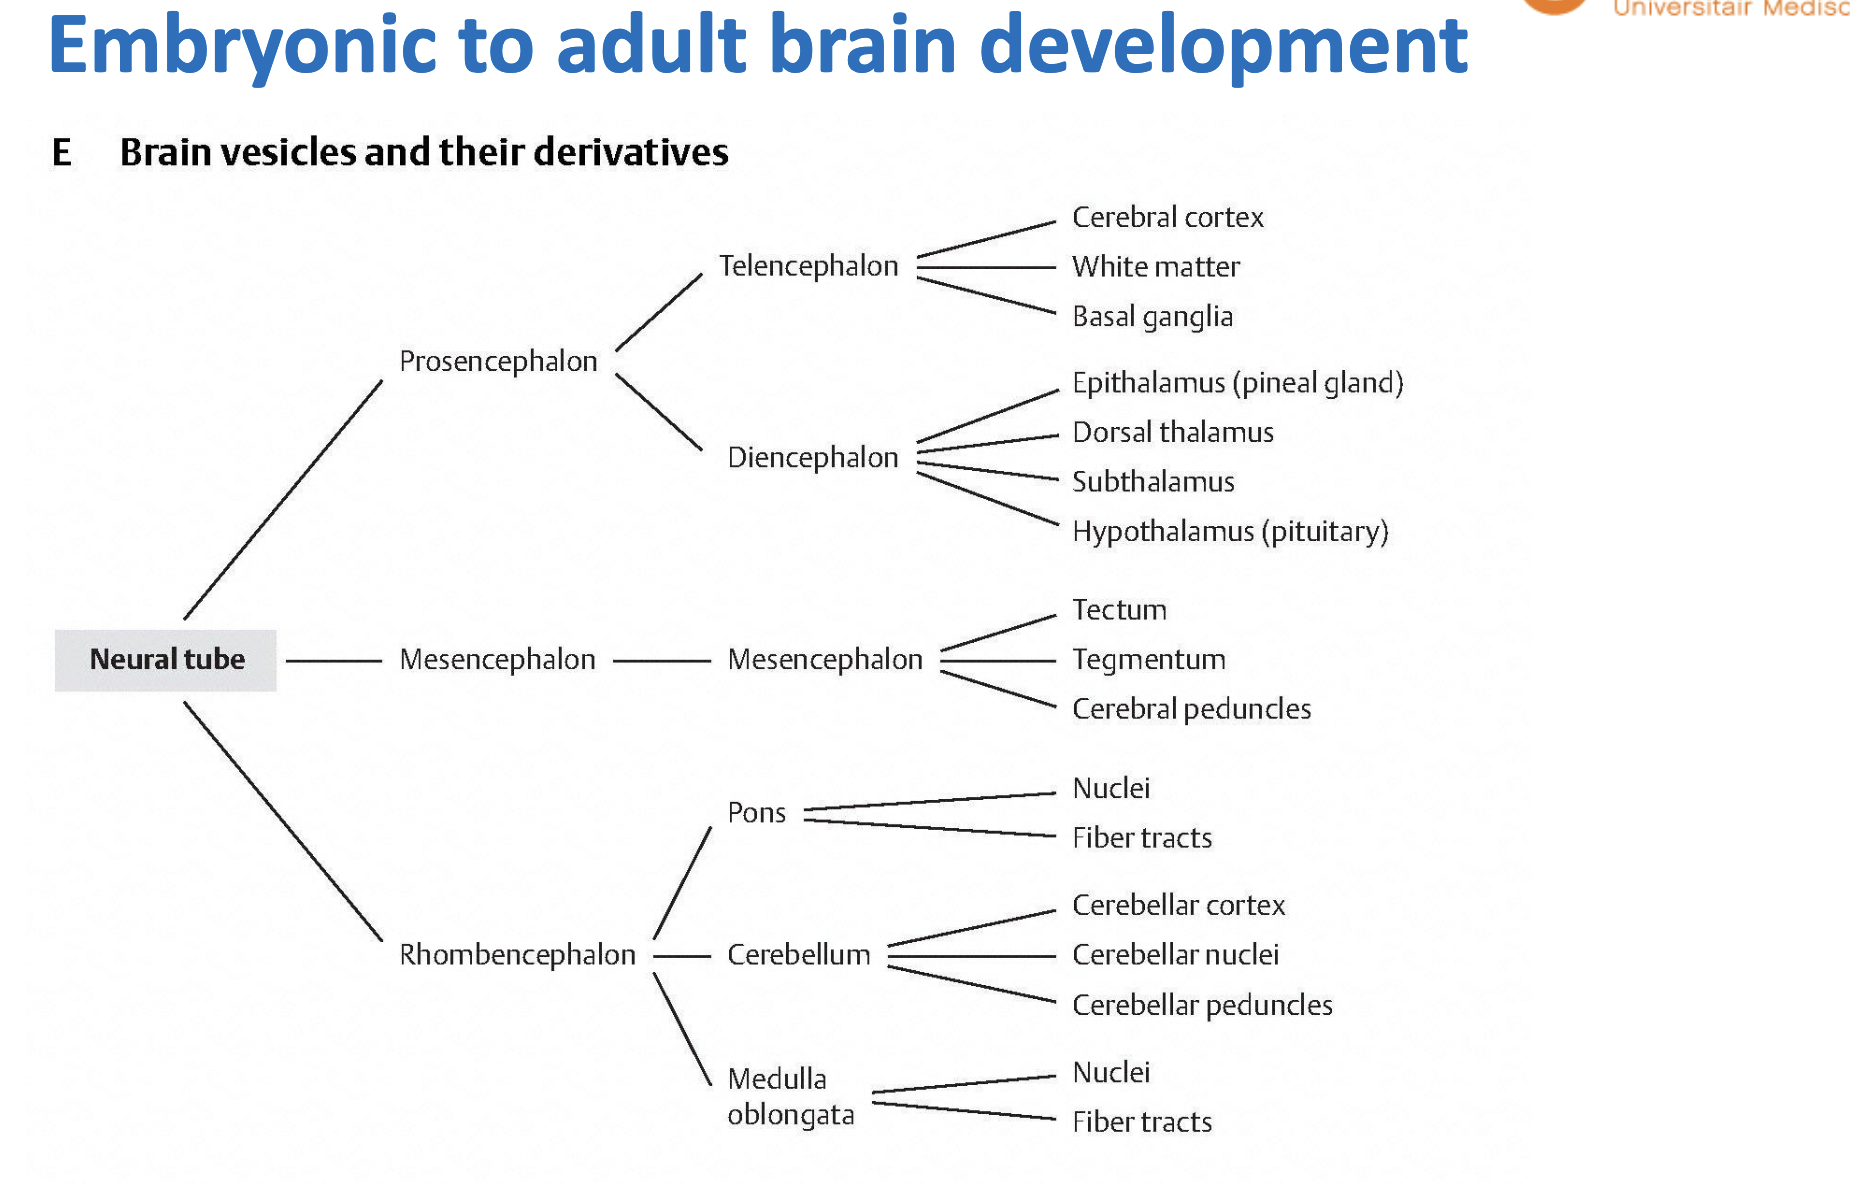 Embryonic to adult brain development
Universitair Medisc
E Brain vesicles and their derivatives
Cerebral cortex
Telencephalon
White matter
Basal ganglia
Prosencephalon
Epithalamus (pineal gland)
Dorsal thalamus
Diencephalon
Subthalamus
Hypothalamus (pituitary)
Tectum
Neural tube
Mesencephalon
Mesencephalon
Tegmentum
Cerebral peduncles
Nuclei
Pons
Fiber tracts
Cerebellar cortex
Rhombencephalon
Cerebellum
Cerebellar nuclei
Cerebellar peduncles
Nuclei
Medulla
oblongata
Fiber tracts